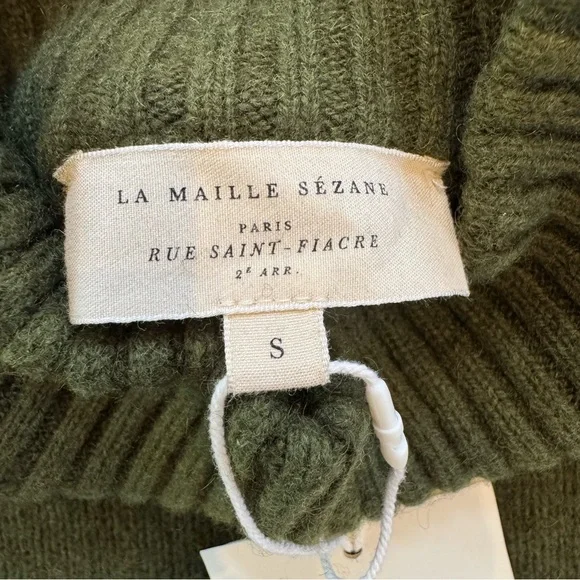 LA MAILLE SÉZANE
PARIS
RUE SAINT-FIACRE
2E ARR.
S